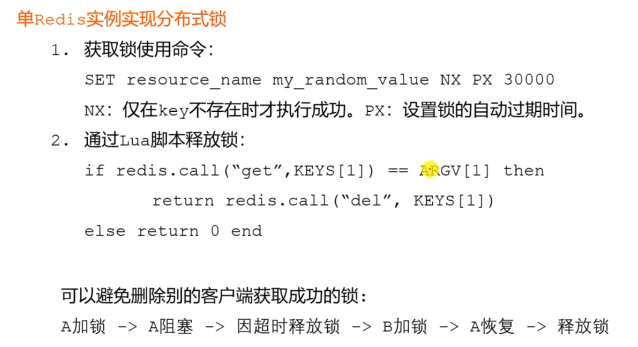 单Redis实例实现分布式锁
1. 获取锁使用命令：
SET resource_name my_random_value NX PX 30000
NX：仅在key不存在时才执行成功。PX：设置锁的自动过期时间。
2. 通过Lua脚本释放锁：
if redis.call(“get”,KEYS[1]) == ARGV[1] then
return redis.call(“del”, KEYS[1])
else return 0 end
可以避免删除别的客户端获取成功的锁：
A加锁 -> A阻塞 -> 因超时释放锁 -> B加锁 -> A恢复 -> 释放锁